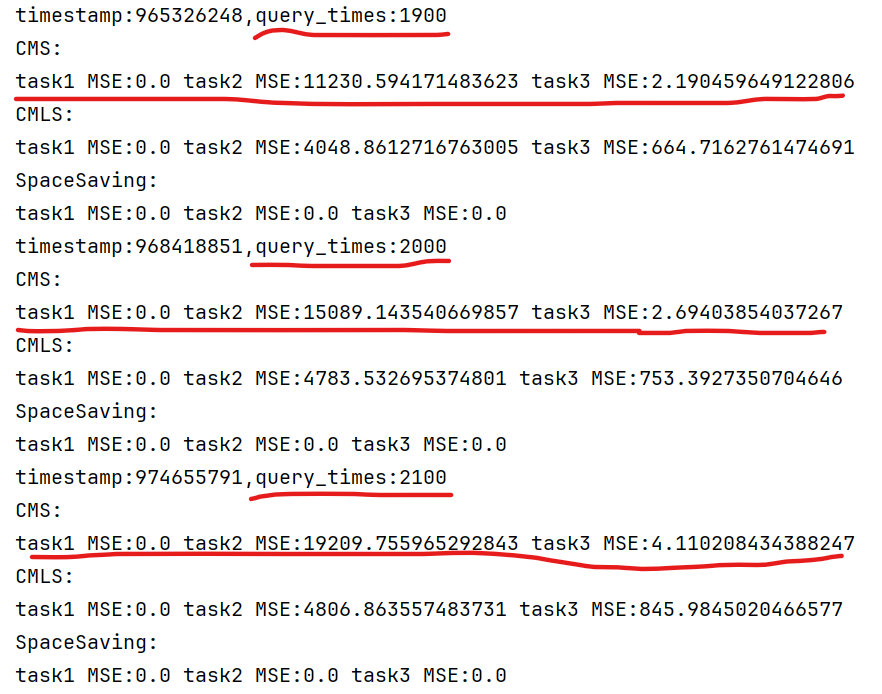 timestamp:965326248,query_times:1900
CMS:
task1 MSE:0.0 task2 MSE:11230.594171483623 task3 MSE:2.190459649122806
CMLS:
task1 MSE:0.0 task2 MSE:4048.8612716763005 task3 MSE:664.7162761474691
SpaceSaving:
task1 MSE:0.0 task2 MSE:0.0 task3 MSE:0.0
timestamp:968418851,query_times:2000
CMS:
task1 MSE:0.0 task2 MSE:15089.143540669857 task3 MSE:2.69403854037267
CMLS:
task1 MSE:0.0 task2 MSE:4783.532695374801 task3 MSE:753.3927350704646
SpaceSaving:
task1 MSE:0.0 task2 MSE:0.0 task3 MSE:0.0
timestamp:974655791,query_times:2100
CMS:
task1 MSE:0.0 task2 MSE:19209.755965292843 task3 MSE:4.110208434388247
CMLS:
task1 MSE:0.0 task2 MSE:4806.863557483731 task3 MSE:845.9845020466577
SpaceSaving:
task1 MSE:0.0 task2 MSE:0.0 task3 MSE:0.0